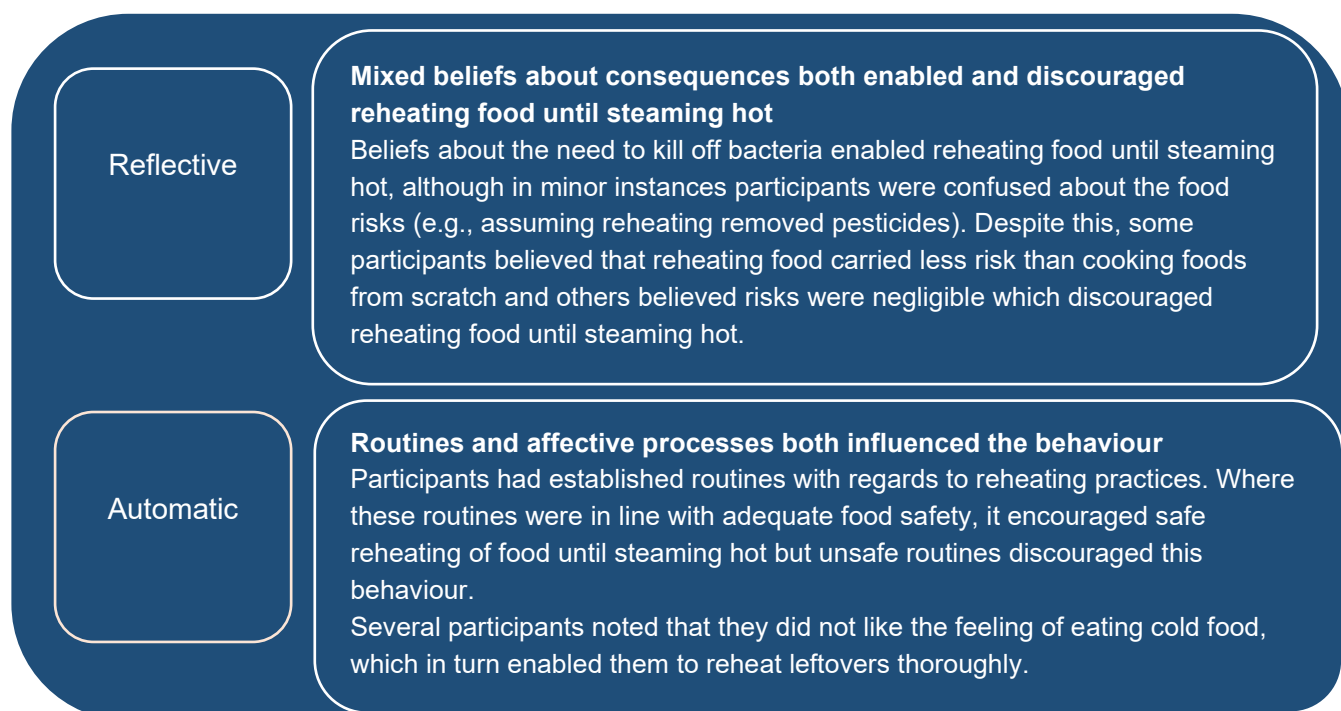 Reflective
Mixed beliefs about consequences both enabled and discouraged
reheating food until steaming hot
Beliefs about the need to kill off bacteria enabled reheating food until steaming
hot, although in minor instances participants were confused about the food
risks (e.g., assuming reheating removed pesticides). Despite this, some
participants believed that reheating food carried less risk than cooking foods
from scratch and others believed risks were negligible which discouraged
reheating food until steaming hot.
Automatic
Routines and affective processes both influenced the behaviour
Participants had established routines with regards to reheating practices. Where
these routines were in line with adequate food safety, it encouraged safe
reheating of food until steaming hot but unsafe routines discouraged this
behaviour.
Several participants noted that they did not like the feeling of eating cold food,
which in turn enabled them to reheat leftovers thoroughly.